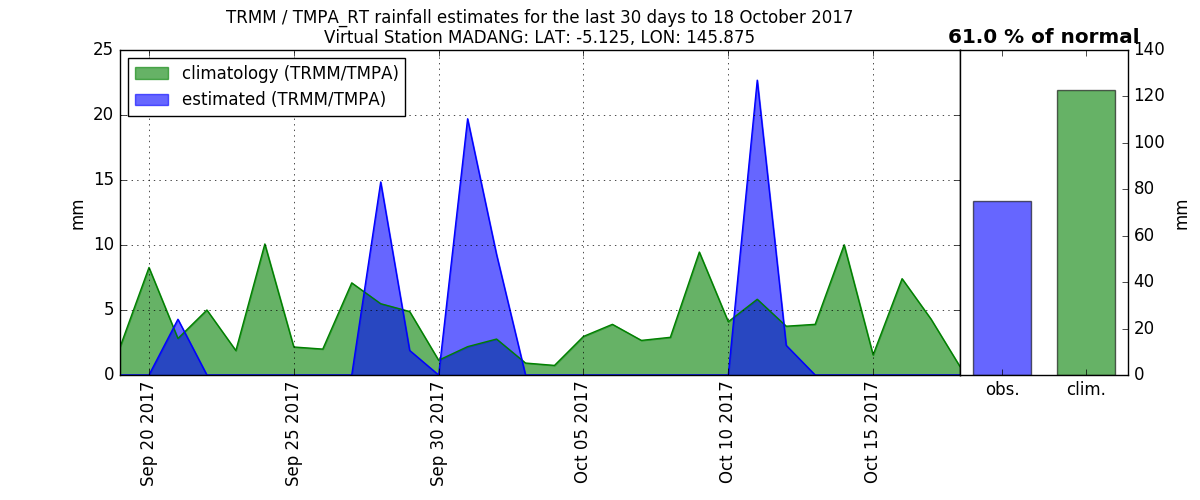 TRMM / TMPA_RT rainfall estimates for the last 30 days to 18 October 2017
Virtual Station MADANG: LAT: -5.125, LON: 145.875
61.0 % of normal
climatology (TRMM/TMPA)
estimated (TRMM/TMPA)
25
20
15
10
5
0
mm
Sep 20 2017
Sep 25 2017
Sep 30 2017
Oct 05 2017
Oct 10 2017
Oct 15 2017
140
120
100
80
60
40
20
0
mm
obs.
clim.